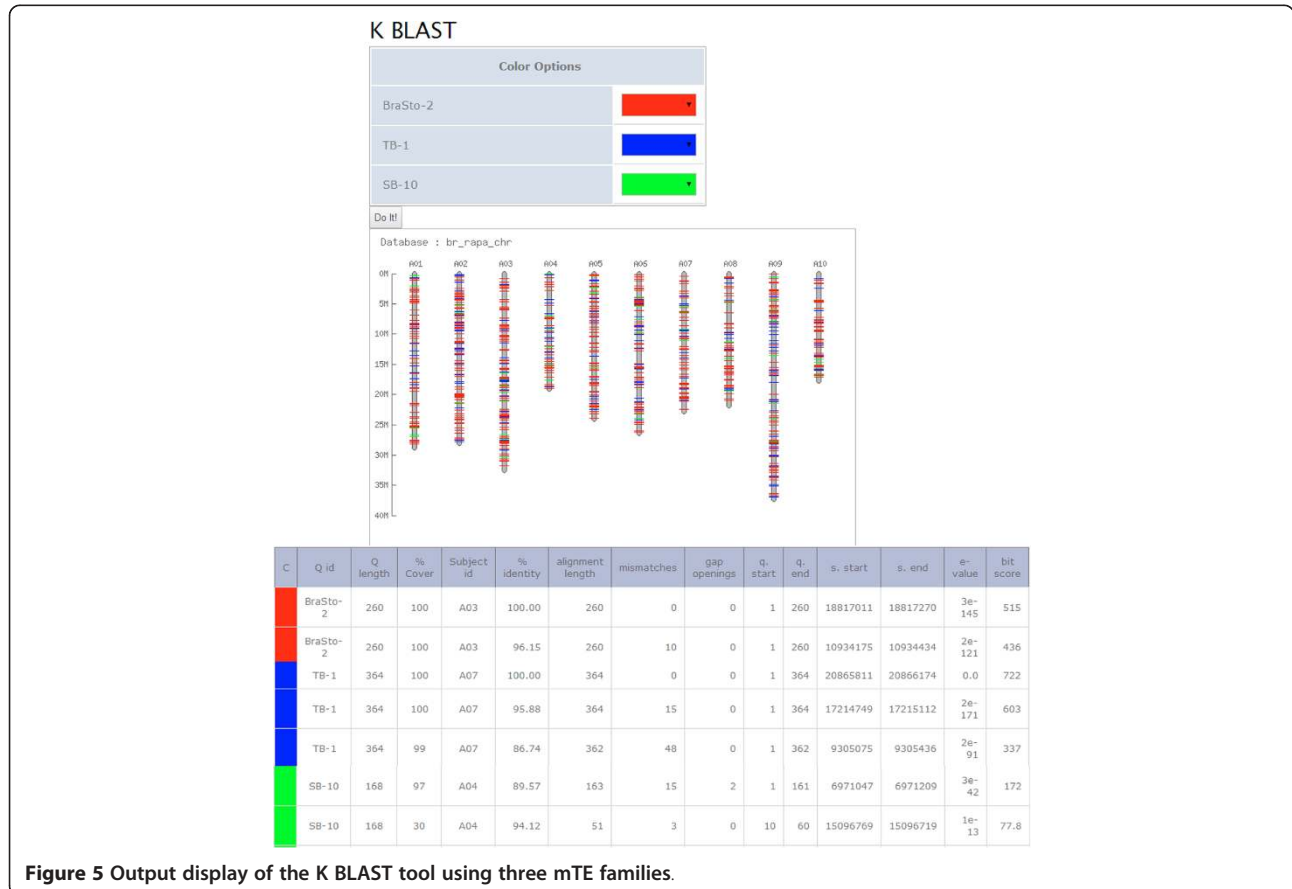 K BLAST
Color Options
BraSto-2
TB-1
SB-10
Do It!
Database : br_rapa_chr
A01 A02 A03 A04 A05 A06 A07 A08 A09 A10
0M
5M
10M
15M
20M
25M
30M
35M
40M
C Q id Q length % Cover Subject id % identity alignment length mismatches gap openings q. start q. end s. start s. end e-value bit score
BraSto-2 260 100 A03 100.00 260 0 0 1 260 18817011 18817270 3e-145 515
BraSto-2 260 100 A03 96.15 260 10 0 1 260 10934175 10934434 2e-121 436
TB-1 364 100 A07 100.00 364 0 0 1 364 20865811 20866174 0.0 722
TB-1 364 100 A07 95.88 364 15 0 1 364 17214749 17215112 2e-171 603
TB-1 364 99 A07 86.74 362 48 0 1 362 9305075 9305436 2e-91 337
SB-10 168 97 A04 89.57 163 15 2 1 161 6971047 6971209 3e-42 172
SB-10 168 30 A04 94.12 51 3 0 10 60 15096769 15096719 1e-13 77.8
Figure 5 Output display of the K BLAST tool using three mTE families.